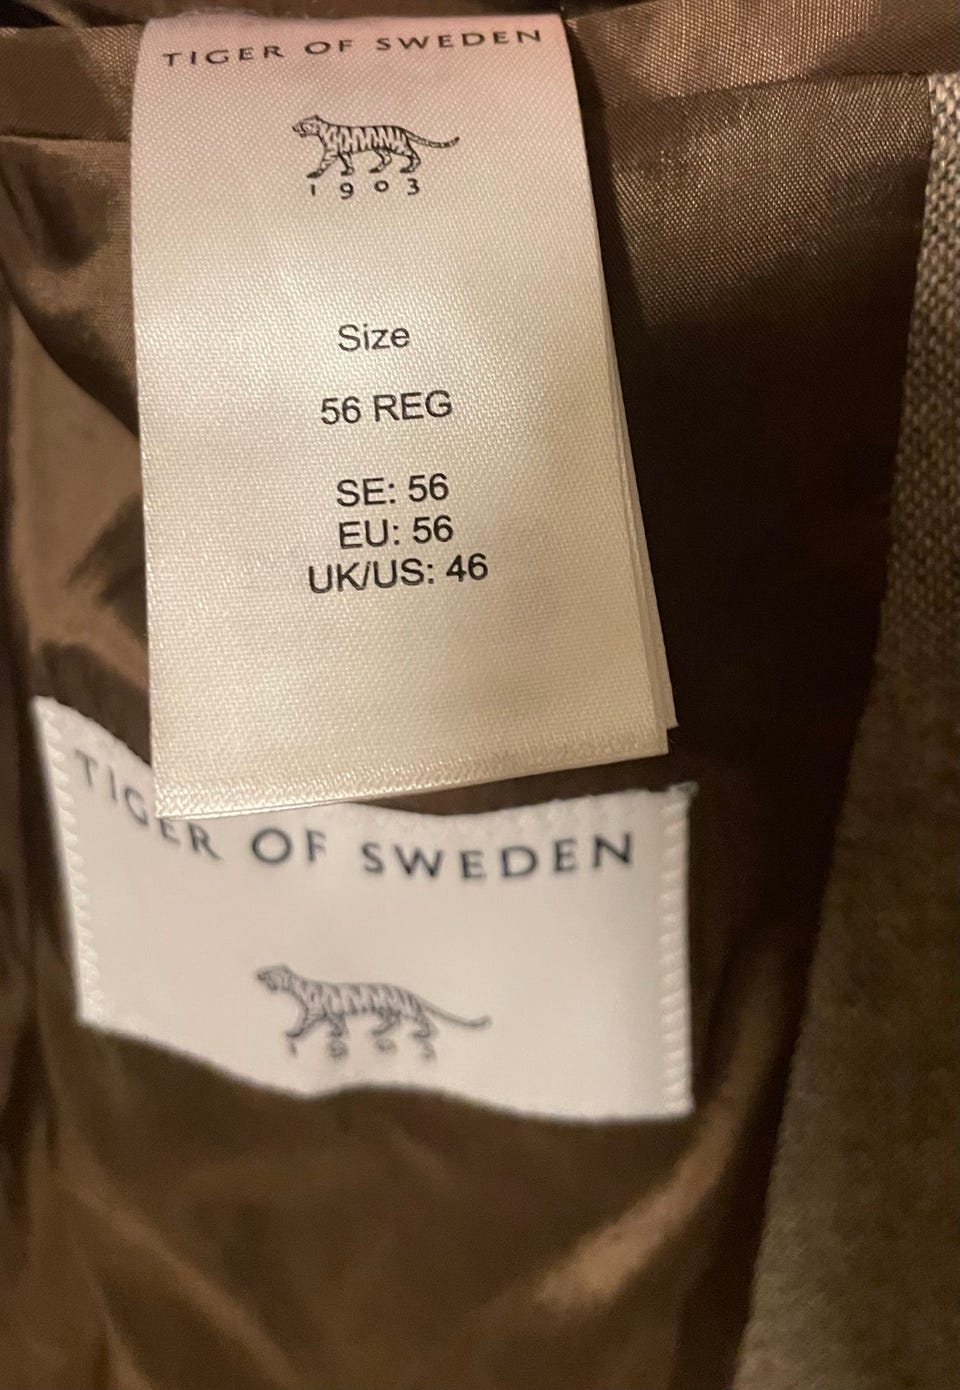 TIGER OF SWEDEN
1903
Size
56 REG
SE: 56
EU: 56
UK/US: 46
TIGER OF SWEDEN